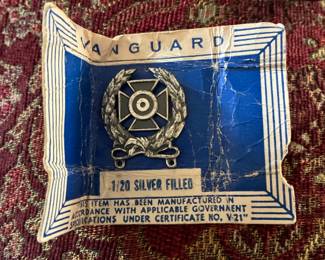 VANGUARD
1/20 SILVER FILLED
THIS ITEM HAS BEEN MANUFACTURED IN
ACCORDANCE WITH APPLICABLE GOVERNMENT
UNDER CERTIFICATE NO. V-21"